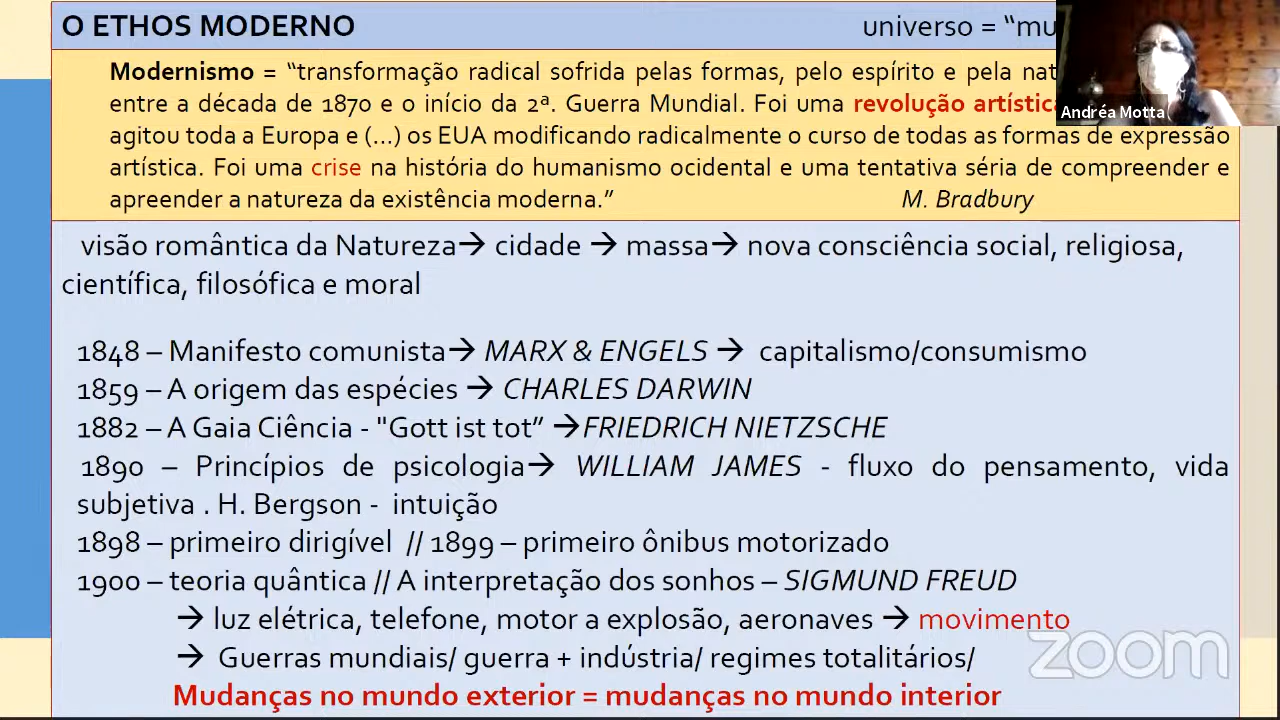 O ETHOS MODERNO universo = “mu
Modernismo = “transformação radical sofrida pelas formas, pelo espírito e pela nat
entre a década de 1870 e o início da 2ª. Guerra Mundial. Foi uma revolução artística
Andréa Motta
agitou toda a Europa e (...) os EUA modificando radicalmente o curso de todas as formas de expressão
artística. Foi uma crise na história do humanismo ocidental e uma tentativa séria de compreender e
apreender a natureza da existência moderna.” M. Bradbury
visão romântica da Natureza→ cidade → massa→ nova consciência social, religiosa,
científica, filosófica e moral
1848 – Manifesto comunista→ MARX & ENGELS → capitalismo/consumismo
1859 – A origem das espécies → CHARLES DARWIN
1882 – A Gaia Ciência - "Gott ist tot” →FRIEDRICH NIETZSCHE
1890 – Princípios de psicologia→ WILLIAM JAMES - fluxo do pensamento, vida
subjetiva . H. Bergson - intuição
1898 – primeiro dirigível // 1899 – primeiro ônibus motorizado
1900 – teoria quântica // A interpretação dos sonhos – SIGMUND FREUD
→ luz elétrica, telefone, motor a explosão, aeronaves → movimento
→ Guerras mundiais/ guerra + indústria/ regimes totalitários/
zoom
Mudanças no mundo exterior = mudanças no mundo interior